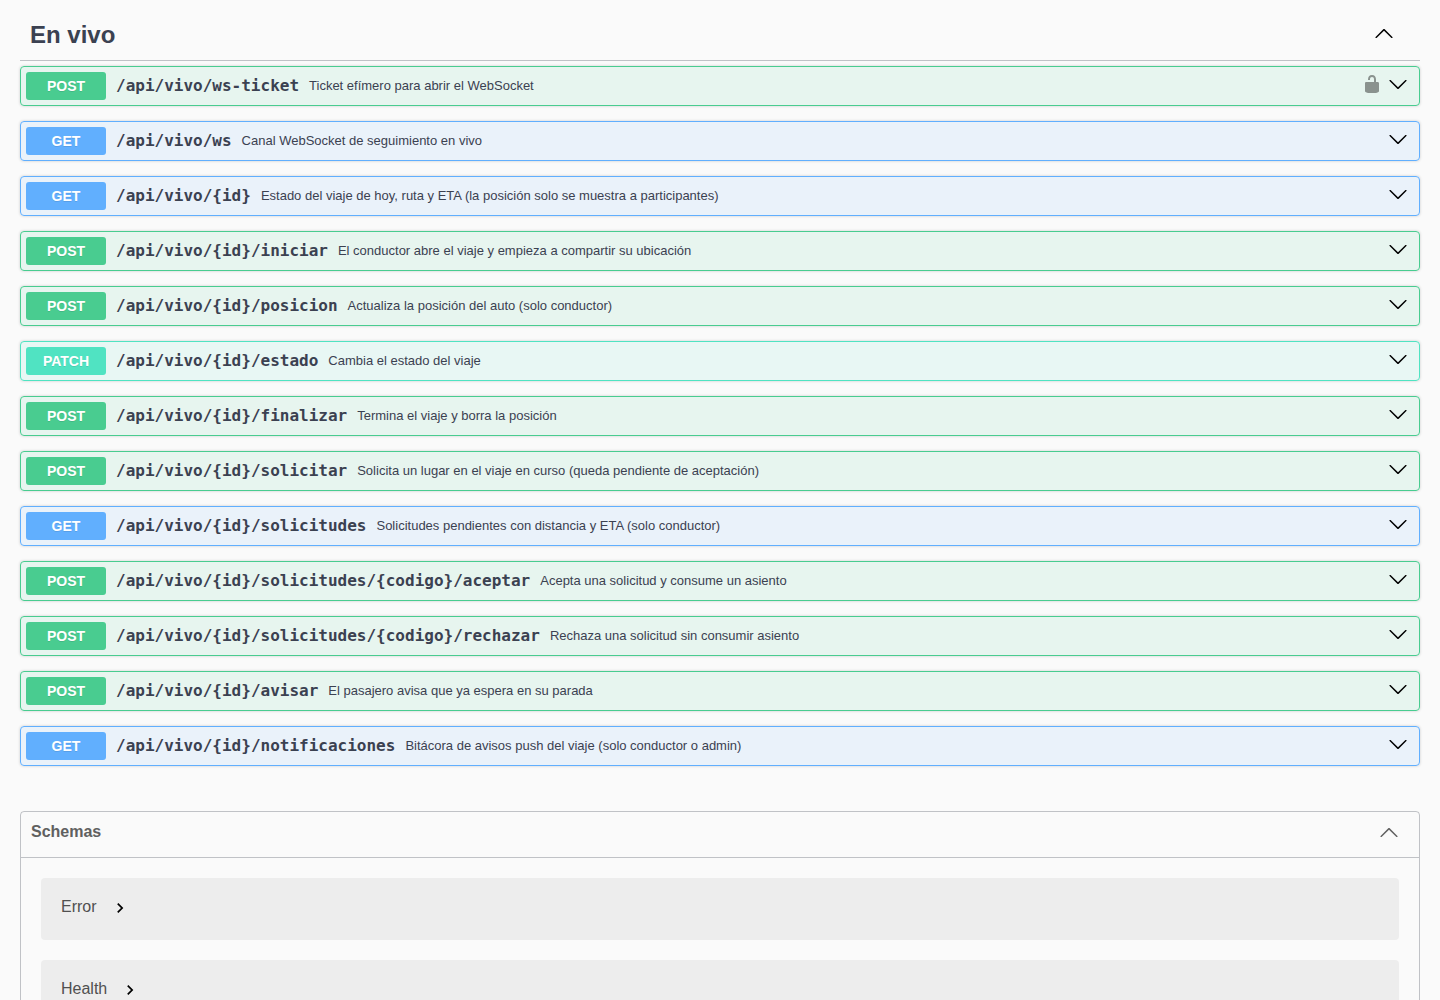 En vivo
POST /api/vivo/ws-ticket Ticket efímero para abrir el WebSocket
GET /api/vivo/ws Canal WebSocket de seguimiento en vivo
GET /api/vivo/{id} Estado del viaje de hoy, ruta y ETA (la posición solo se muestra a participantes)
POST /api/vivo/{id}/iniciar El conductor abre el viaje y empieza a compartir su ubicación
POST /api/vivo/{id}/posicion Actualiza la posición del auto (solo conductor)
PATCH /api/vivo/{id}/estado Cambia el estado del viaje
POST /api/vivo/{id}/finalizar Termina el viaje y borra la posición
POST /api/vivo/{id}/solicitar Solicita un lugar en el viaje en curso (queda pendiente de aceptación)
GET /api/vivo/{id}/solicitudes Solicitudes pendientes con distancia y ETA (solo conductor)
POST /api/vivo/{id}/solicitudes/{codigo}/aceptar Acepta una solicitud y consume un asiento
POST /api/vivo/{id}/solicitudes/{codigo}/rechazar Rechaza una solicitud sin consumir asiento
POST /api/vivo/{id}/avisar El pasajero avisa que ya espera en su parada
GET /api/vivo/{id}/notificaciones Bitácora de avisos push del viaje (solo conductor o admin)
Schemas
Error
Health